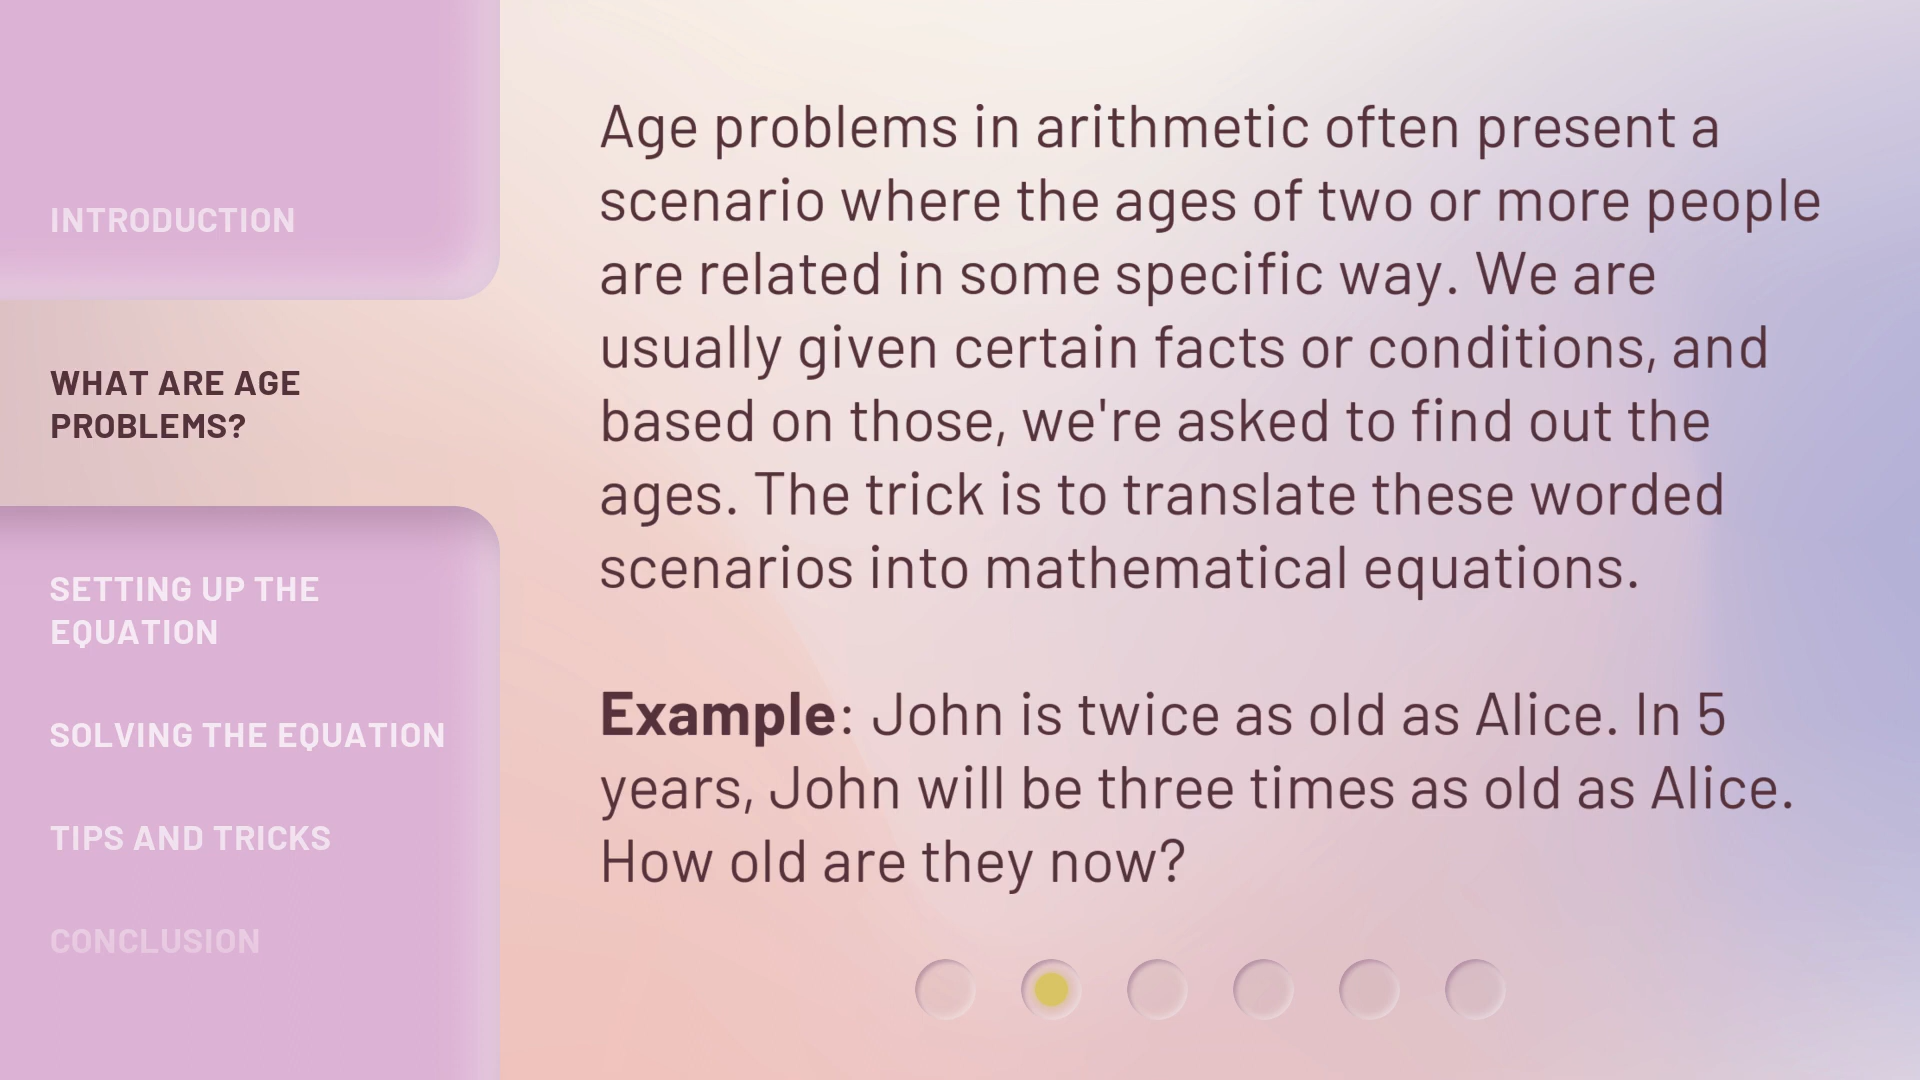 INTRODUCTION
WHAT ARE AGE
PROBLEMS?
SETTING UP THE
EQUATION
SOLVING THE EQUATION
TIPS AND TRICKS
CONCLUSION
Age problems in arithmetic often present a
scenario where the ages of two or more people
are related in some specific way. We are
usually given certain facts or conditions, and
based on those, we're asked to find out the
ages. The trick is to translate these worded
scenarios into mathematical equations.
Example: John is twice as old as Alice. In 5
years, John will be three times as old as Alice.
How old are they now?